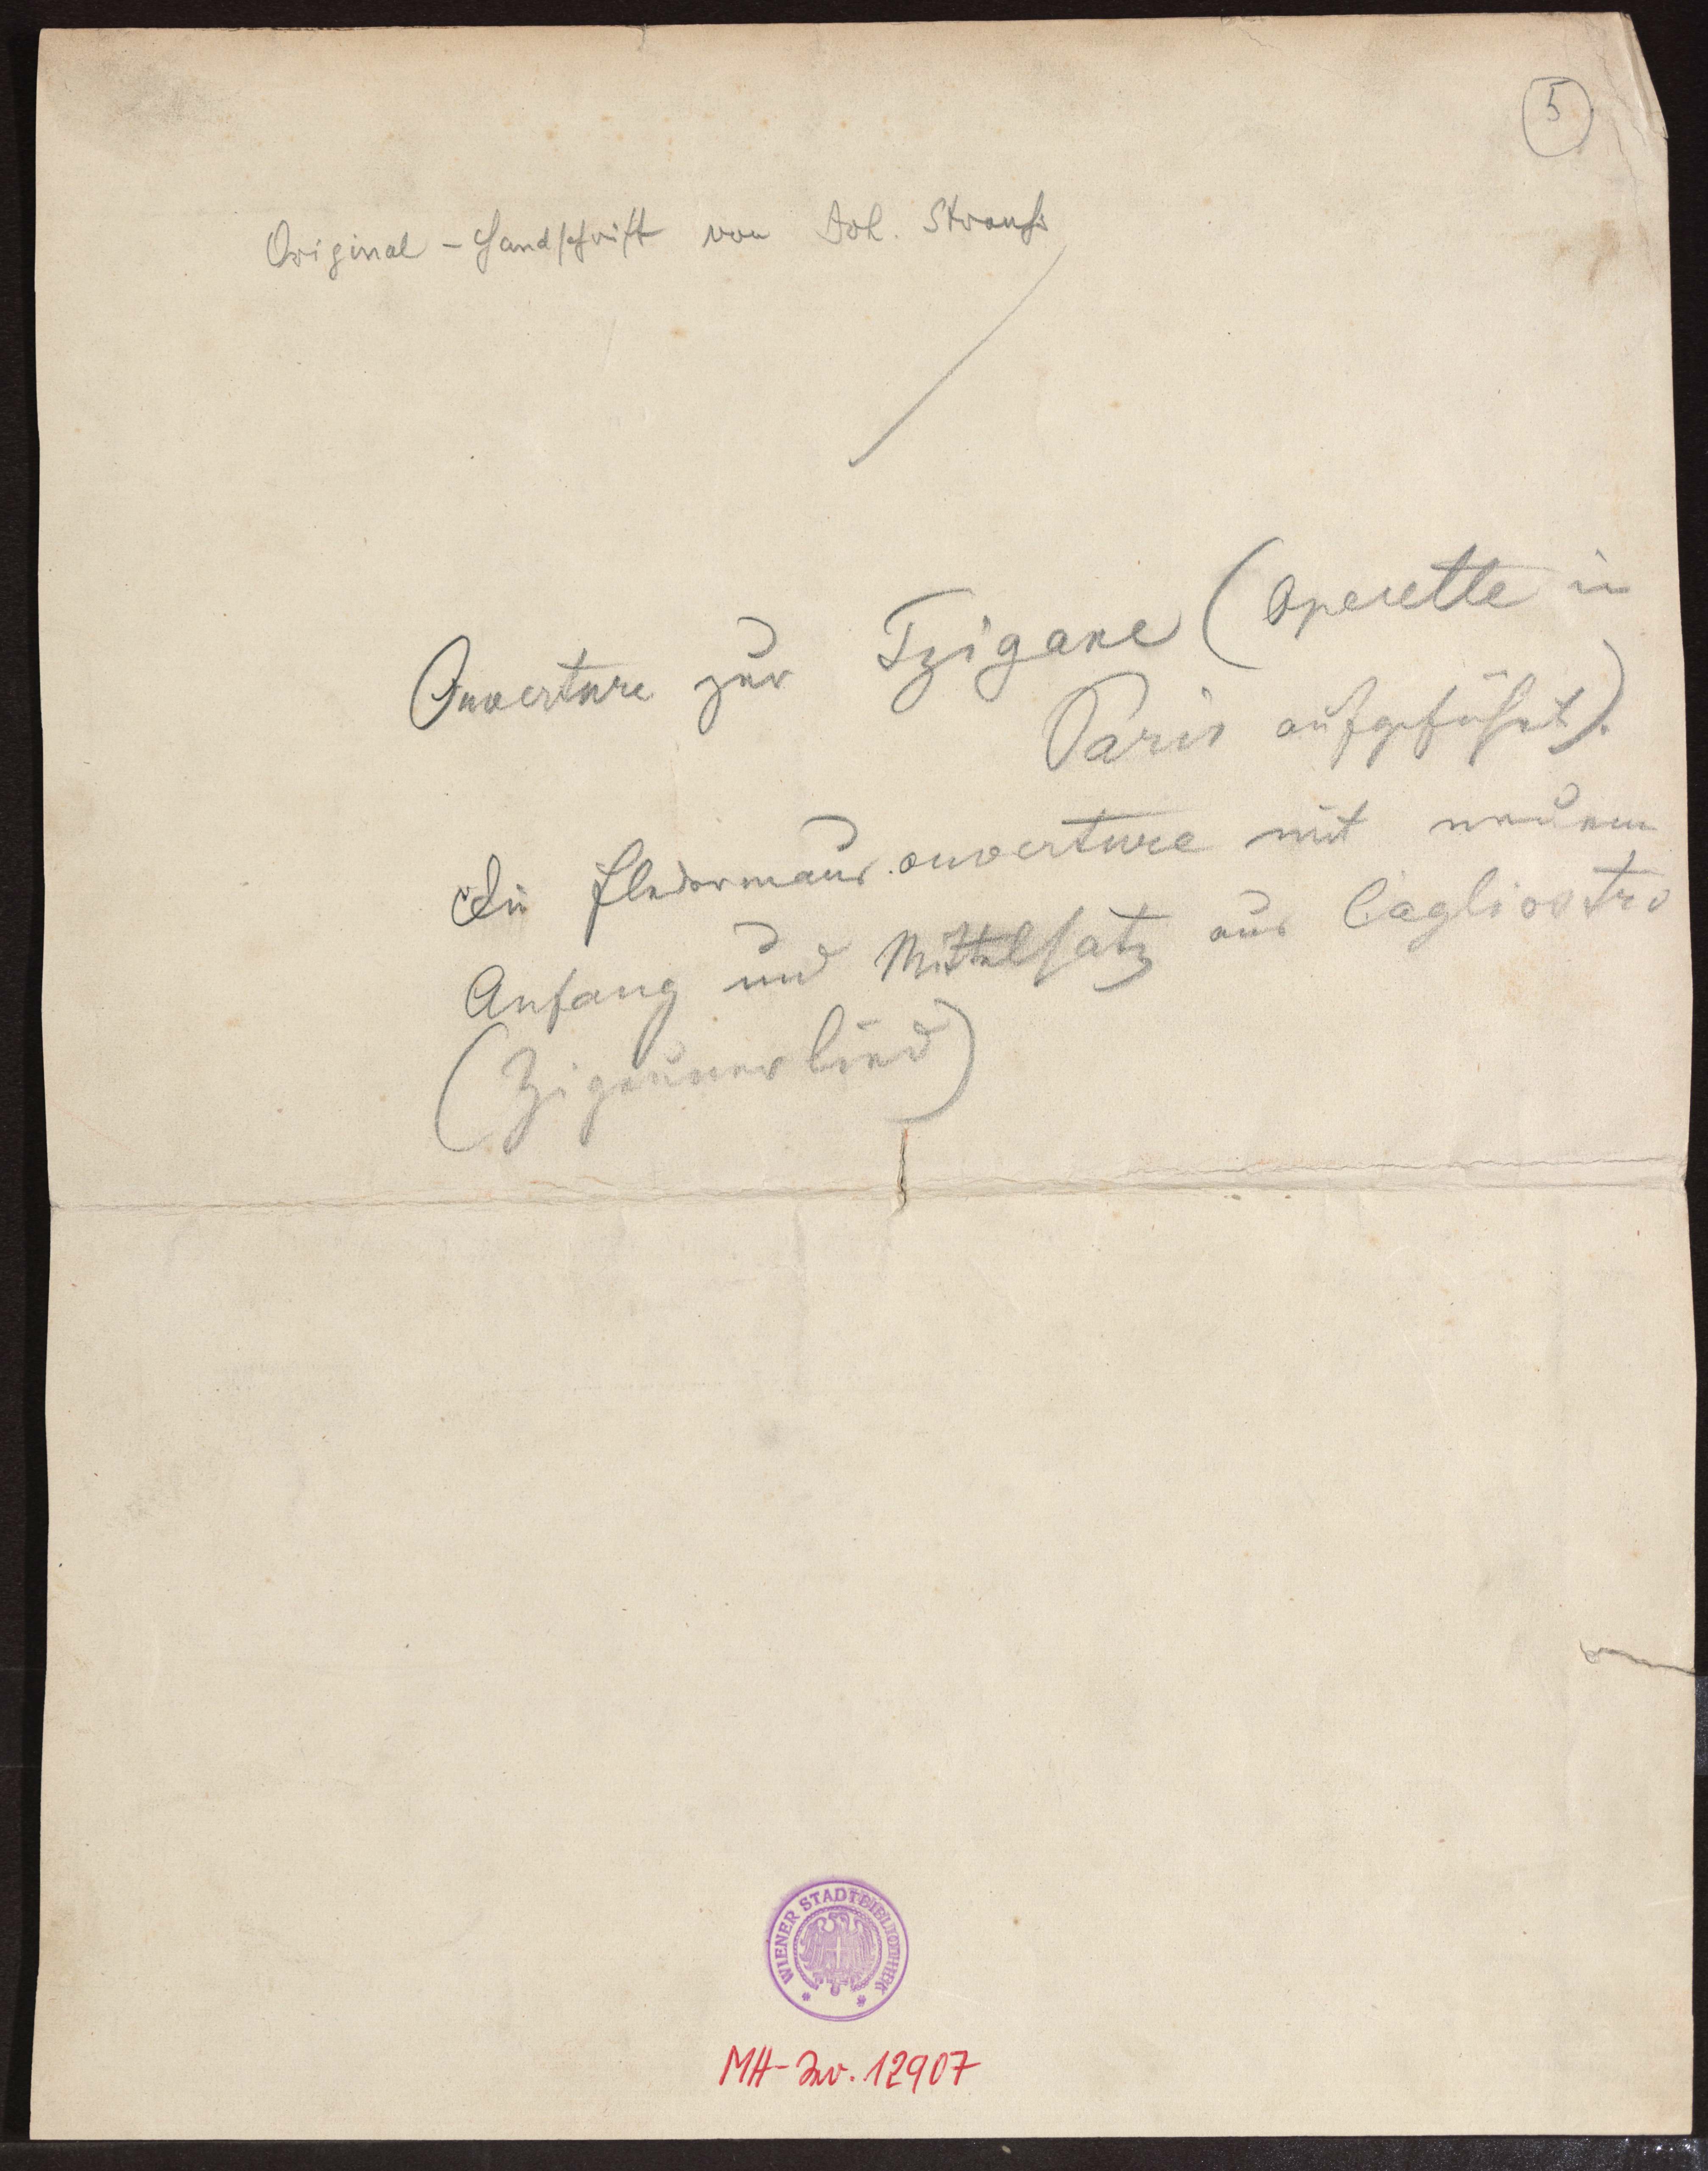 5
Original-Handschrift von Joh. Strauß
Ouverture zur Tzigane (Operette in
Paris aufgeführt).
Die Fledermaus. ouverture mit neuem
Anfang und Mittelsatz aus Cagliostro
(Zigeunerlied)
WIENER STADTBIBLIOTHEK
MH-Inv. 12907